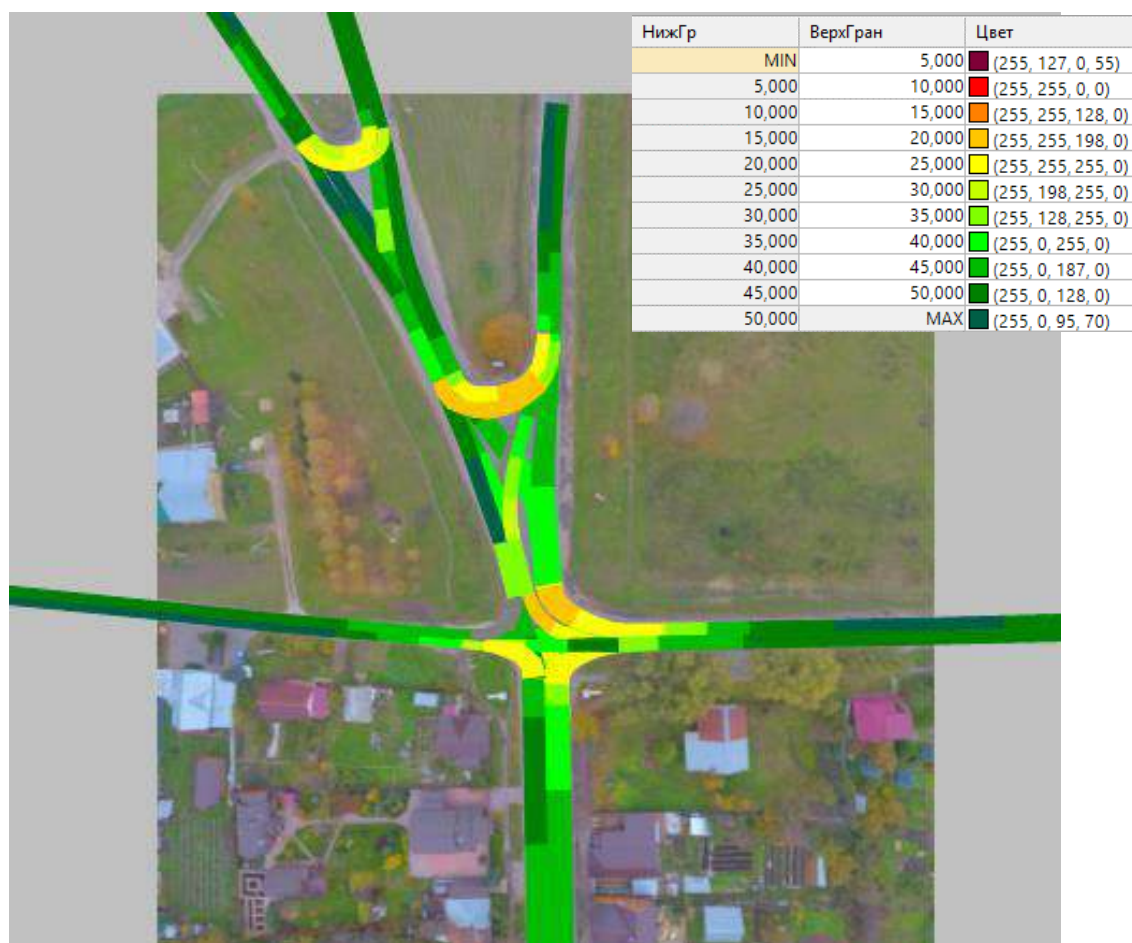 НижГр ВерхГран Цвет
MIN 5,000 (255, 127, 0, 55)
5,000 10,000 (255, 255, 0, 0)
10,000 15,000 (255, 255, 128, 0)
15,000 20,000 (255, 255, 198, 0)
20,000 25,000 (255, 255, 255, 0)
25,000 30,000 (255, 198, 255, 0)
30,000 35,000 (255, 128, 255, 0)
35,000 40,000 (255, 0, 255, 0)
40,000 45,000 (255, 0, 187, 0)
45,000 50,000 (255, 0, 128, 0)
50,000 MAX (255, 0, 95, 70)